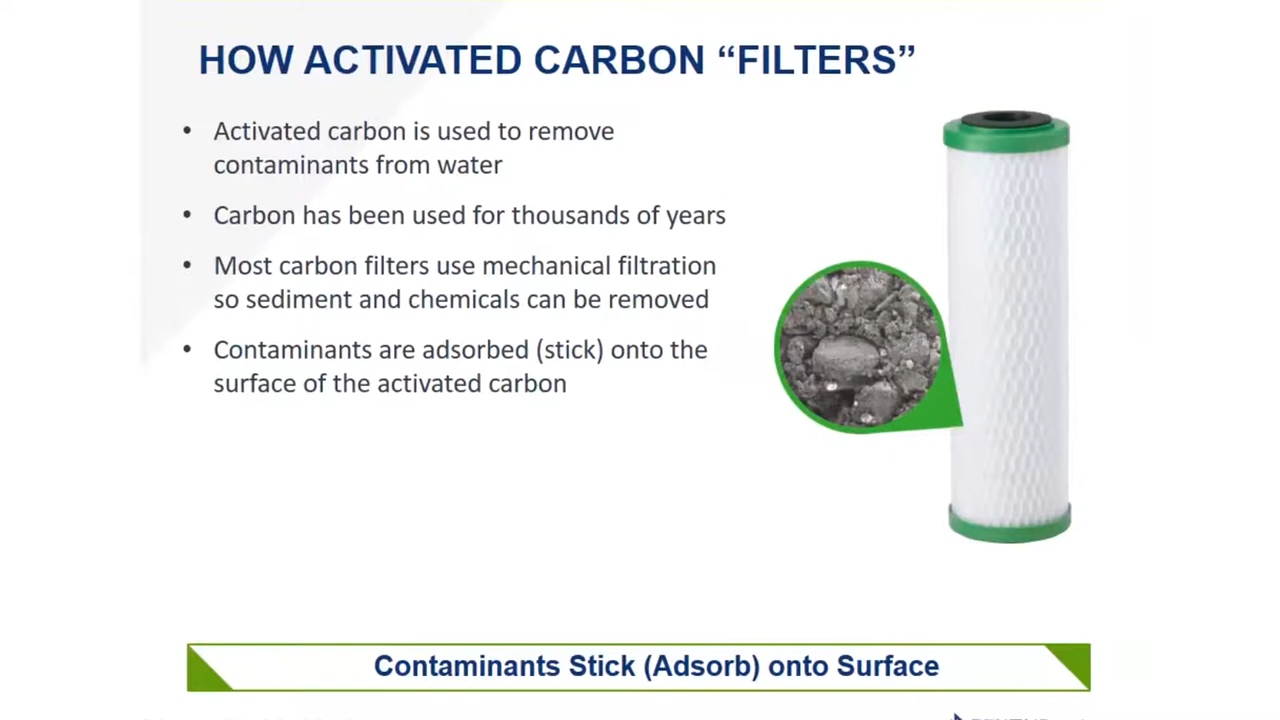 HOW ACTIVATED CARBON “FILTERS”
• Activated carbon is used to remove
contaminants from water
• Carbon has been used for thousands of years
• Most carbon filters use mechanical filtration
so sediment and chemicals can be removed
• Contaminants are adsorbed (stick) onto the
surface of the activated carbon
Contaminants Stick (Adsorb) onto Surface